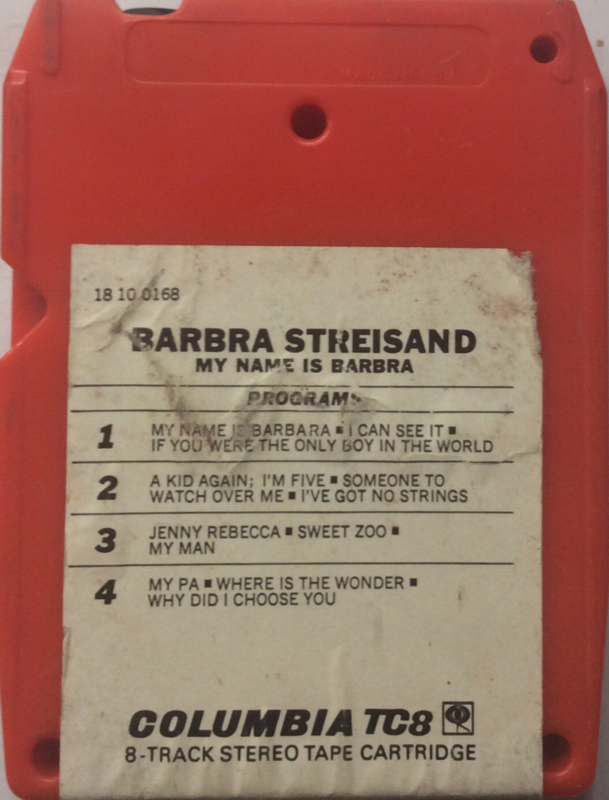 18 10 0168
BARBRA STREISAND
MY NAME IS BARBRA
PROGRAMS
1 MY NAME IS BARBARA ▪ I CAN SEE IT ▪
IF YOU WERE THE ONLY BOY IN THE WORLD
2 A KID AGAIN; I'M FIVE ▪ SOMEONE TO
WATCH OVER ME ▪ I'VE GOT NO STRINGS
3 JENNY REBECCA ▪ SWEET ZOO ▪
MY MAN
4 MY PA ▪ WHERE IS THE WONDER ▪
WHY DID I CHOOSE YOU
COLUMBIA TC8
8-TRACK STEREO TAPE CARTRIDGE